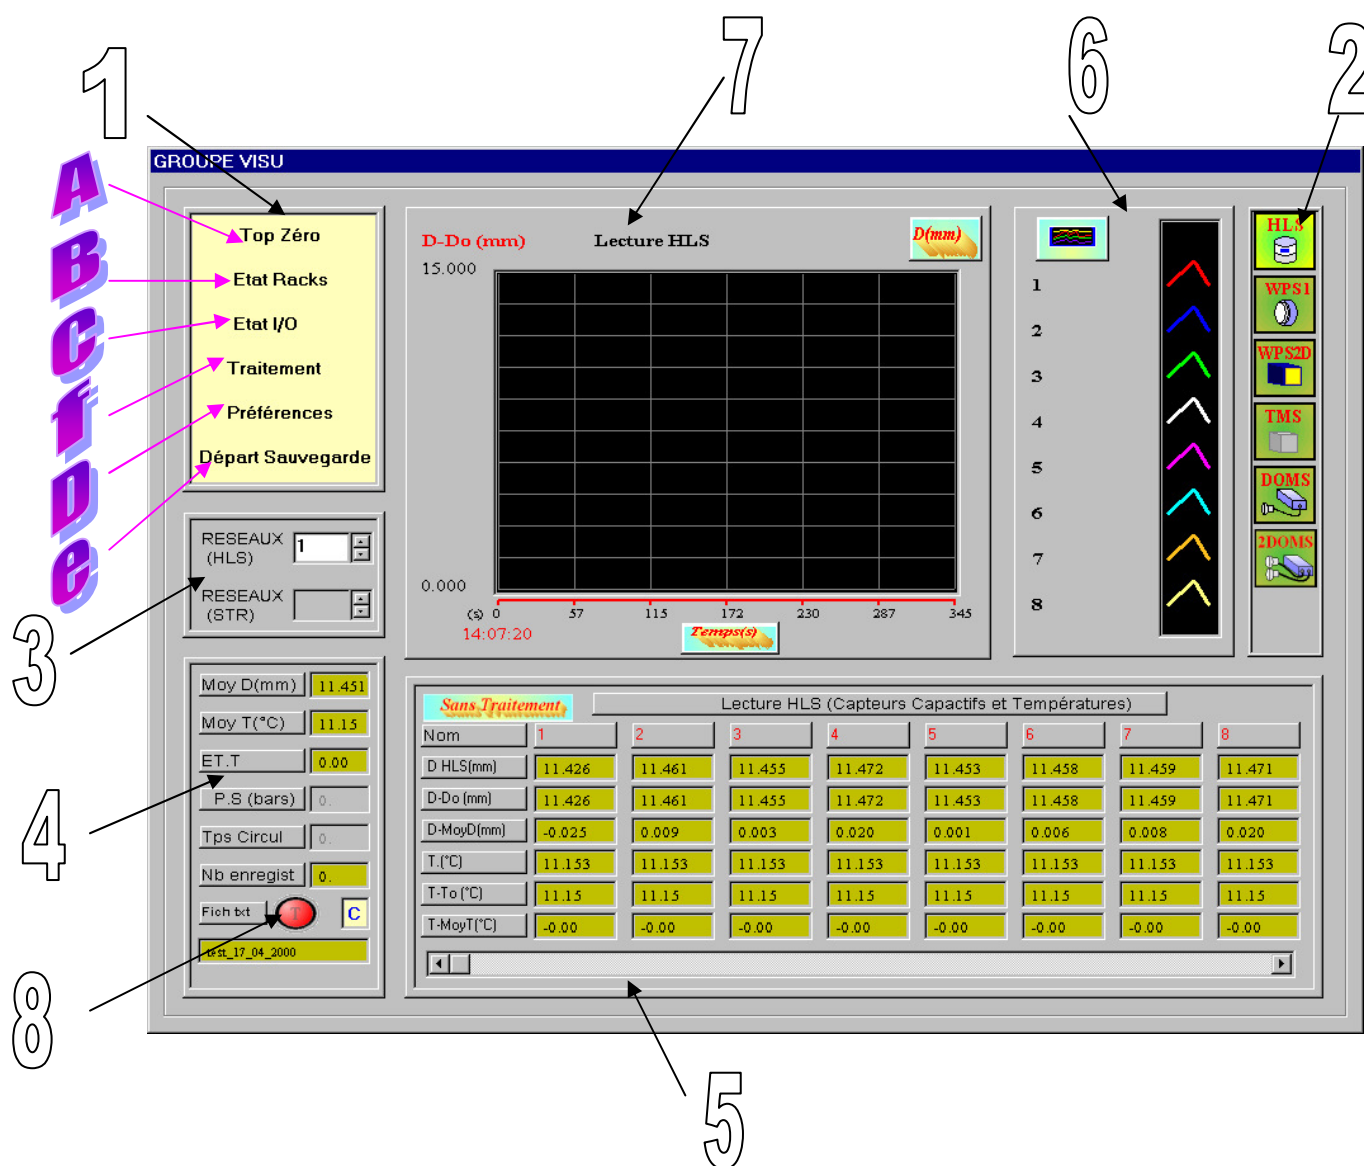 7
6
2
1
GROUPE VISU
A
B
C
f
D
e
Top Zéro
Etat Racks
Etat I/O
Traitement
Préférences
Départ Sauvegarde
RESEAUX (HLS) 1
RESEAUX (STR)
3
D-Do (mm) Lecture HLS D(mm)
15.000
0.000
(s) 0 57 115 172 230 287 345
14:07:20 Temps(s)
1
2
3
4
5
6
7
8
HLS
WPS1
WPS2D
TMS
DOMS
2DOMS
Moy D(mm) 11.451
Moy T(°C) 11.15
ET.T 0.00
P.S (bars) 0.
Tps Circul 0.
Nb enregist 0.
Fich txt T C
test_17_04_2000
4
8
Sans Traitement Lecture HLS (Capteurs Capactifs et Températures)
Nom 1 2 3 4 5 6 7 8
D HLS(mm) 11.426 11.461 11.455 11.472 11.453 11.458 11.459 11.471
D-Do (mm) 11.426 11.461 11.455 11.472 11.453 11.458 11.459 11.471
D-MoyD(mm) -0.025 0.009 0.003 0.020 0.001 0.006 0.008 0.020
T.(°C) 11.153 11.153 11.153 11.153 11.153 11.153 11.153 11.153
T-To (°C) 11.15 11.15 11.15 11.15 11.15 11.15 11.15 11.15
T-MoyT(°C) -0.00 -0.00 -0.00 -0.00 -0.00 -0.00 -0.00 -0.00
5